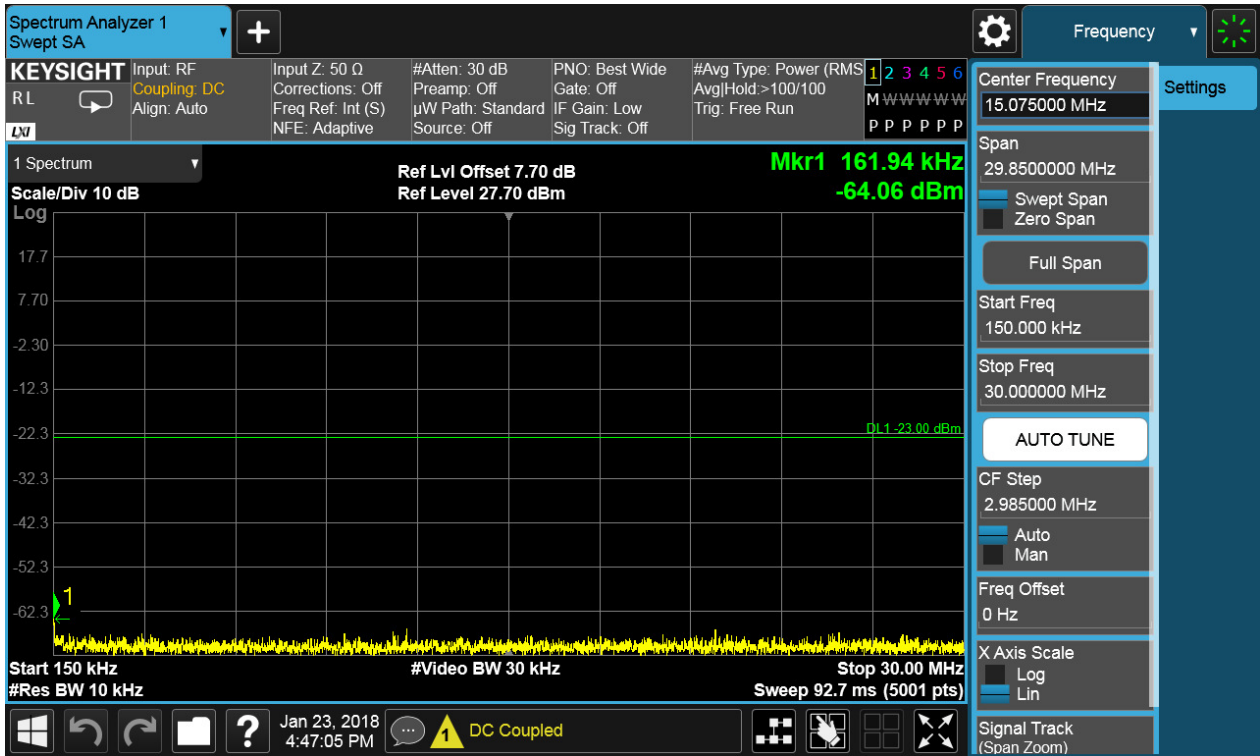 Spectrum Analyzer 1
Swept SA
+
Frequency
KEYSIGHT
RL
LXI
Input: RF
Coupling: DC
Align: Auto
Input Z: 50 Ω
Corrections: Off
Freq Ref: Int (S)
NFE: Adaptive
#Atten: 30 dB
Preamp: Off
µW Path: Standard
Source: Off
PNO: Best Wide
Gate: Off
IF Gain: Low
Sig Track: Off
#Avg Type: Power (RMS
Avg|Hold:>100/100
Trig: Free Run
1 2 3 4 5 6
M W W W W W
P P P P P P
1 Spectrum
Scale/Div 10 dB
Log
Ref Lvl Offset 7.70 dB
Ref Level 27.70 dBm
Mkr1 161.94 kHz
-64.06 dBm
17.7
7.70
-2.30
-12.3
-22.3
-32.3
-42.3
-52.3
-62.3
DL1 -23.00 dBm
1
Start 150 kHz
#Video BW 30 kHz
Stop 30.00 MHz
#Res BW 10 kHz
Sweep 92.7 ms (5001 pts)
Center Frequency
15.075000 MHz
Span
29.8500000 MHz
Swept Span
Zero Span
Full Span
Start Freq
150.000 kHz
Stop Freq
30.000000 MHz
AUTO TUNE
CF Step
2.985000 MHz
Auto
Man
Freq Offset
0 Hz
X Axis Scale
Log
Lin
Signal Track
(Span Zoom)
Settings
?
Jan 23, 2018
4:47:05 PM
1
DC Coupled